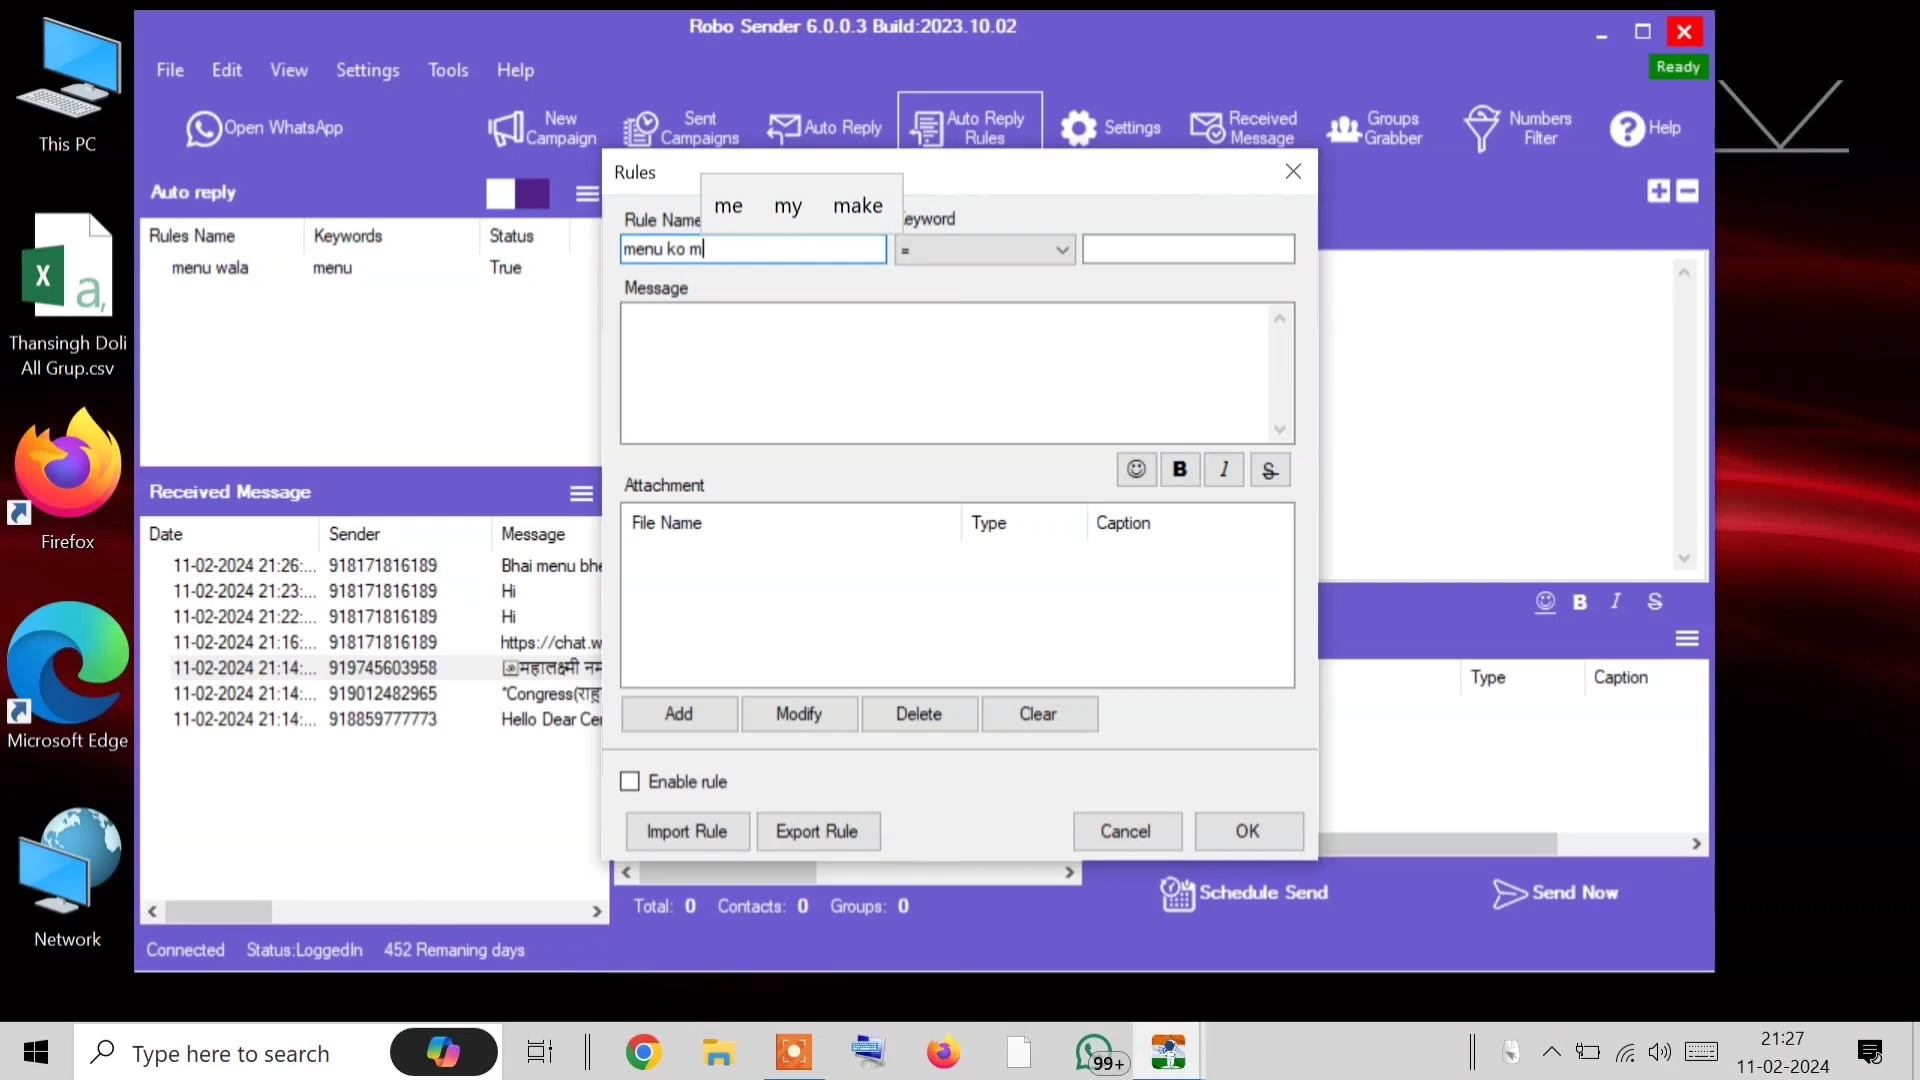 Robo Sender 6.0.0.3 Build:2023.10.02
File Edit View Settings Tools Help
Ready
Open WhatsApp
New Campaign
Sent Campaigns
Auto Reply
Auto Reply Rules
Settings
Received Message
Groups Grabber
Numbers Filter
Help
This PC
Thansingh Doli
All Grup.csv
Firefox
Microsoft Edge
Network
Auto reply
Rules Name Keywords Status
menu wala menu True
Received Message
Date Sender Message
11-02-2024 21:26:... 918171816189 Bhai menu bhe
11-02-2024 21:23:... 918171816189 Hi
11-02-2024 21:22:... 918171816189 Hi
11-02-2024 21:16:... 918171816189 https://chat.w
11-02-2024 21:14:... 919745603958 महालक्ष्मी
11-02-2024 21:14:... 919012482965 *Congress(राहु
11-02-2024 21:14:... 918859777773 Hello Dear Cer
Connected Status:LoggedIn 452 Remaning days
Rules
me my make
Rule Name eyword
menu ko m =
Message
B I S
Attachment
File Name Type Caption
Add Modify Delete Clear
Enable rule
Import Rule Export Rule Cancel OK
B I S
Type Caption
Total: 0 Contacts: 0 Groups: 0
Schedule Send
Send Now
Type here to search
99+
21:27
11-02-2024